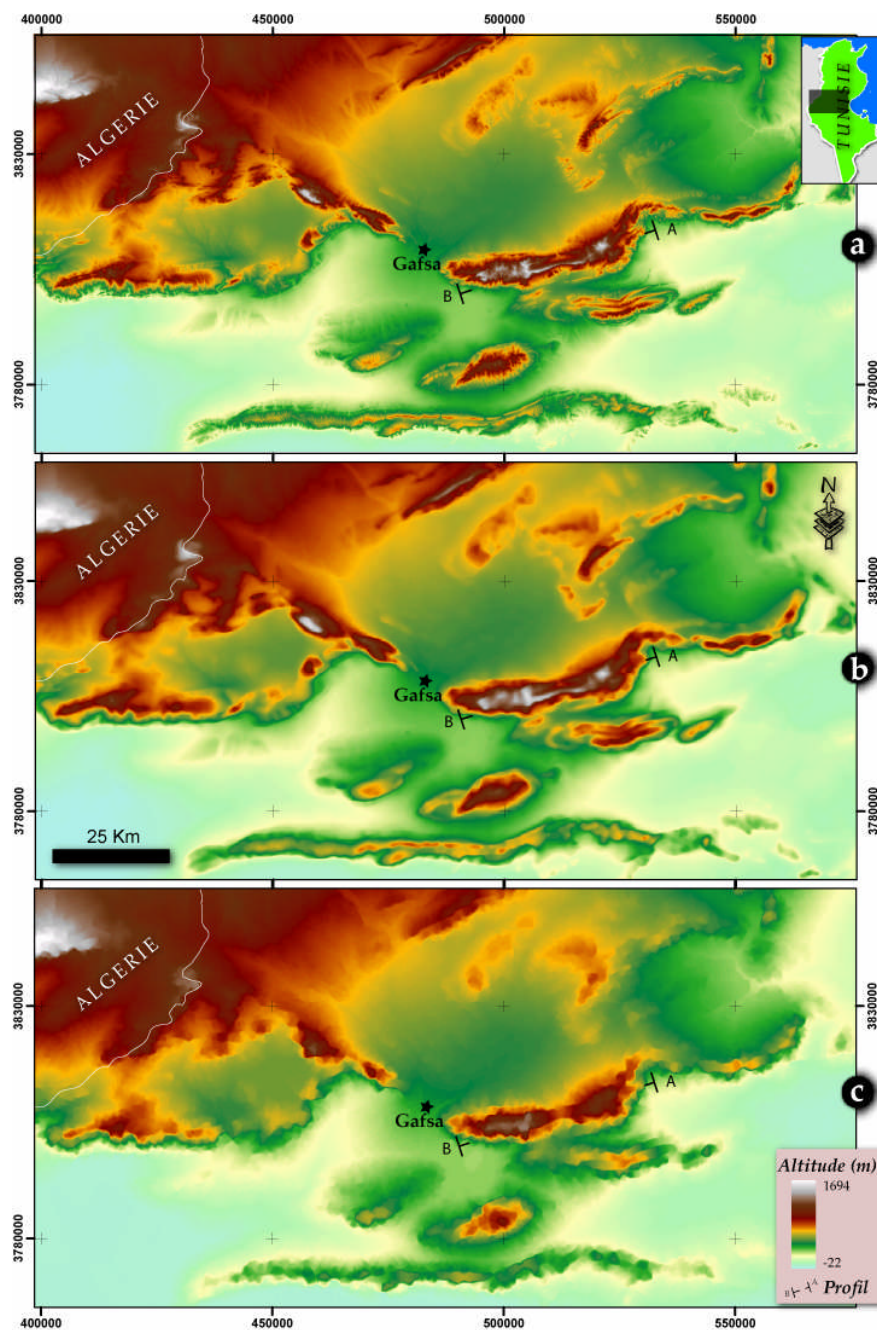 400000 450000 500000 550000
ALGERIE
TUNISIE
3830000 3830000
A
a
Gafsa
B
3780000 3780000
ALGERIE
N
3830000 3830000
A
b
Gafsa
B
3780000 3780000
25 Km
ALGERIE
3830000 3830000
A
c
Gafsa
B
Altitude (m)
1694
3780000 3780000
-22
B A Profil
400000 450000 500000 550000